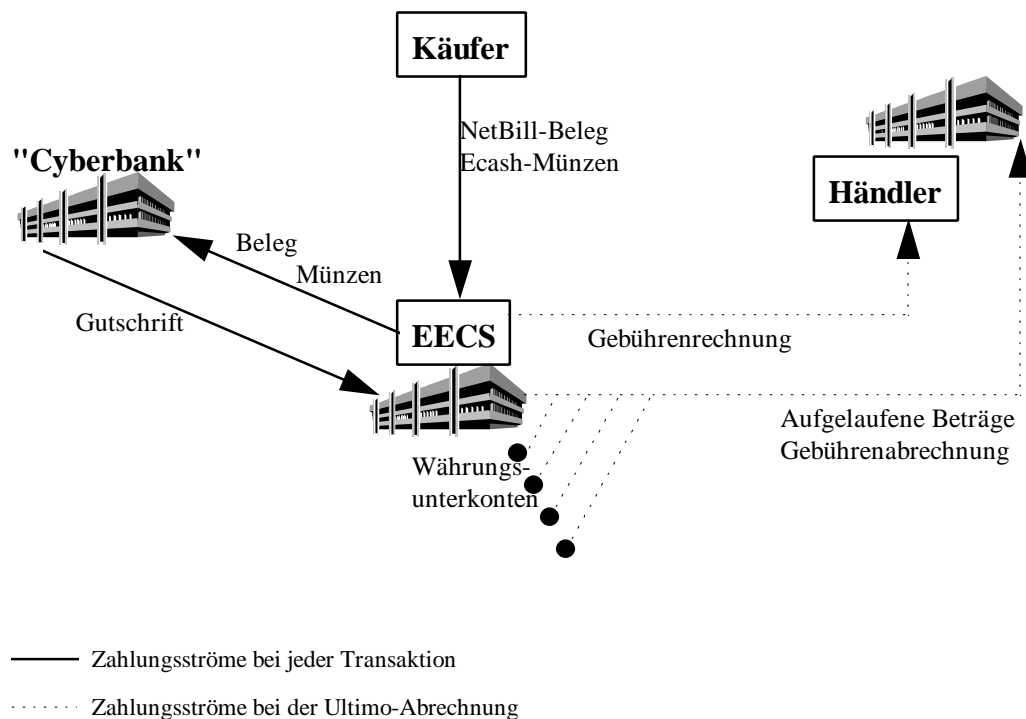 Käufer
NetBill-Beleg
Ecash-Münzen
"Cyberbank"
Händler
Beleg
Münzen
Gutschrift
EECS
Gebührenrechnung
Aufgelaufene Beträge
Gebührenabrechnung
Währungs-
unterkonten
Zahlungsströme bei jeder Transaktion
Zahlungsströme bei der Ultimo-Abrechnung